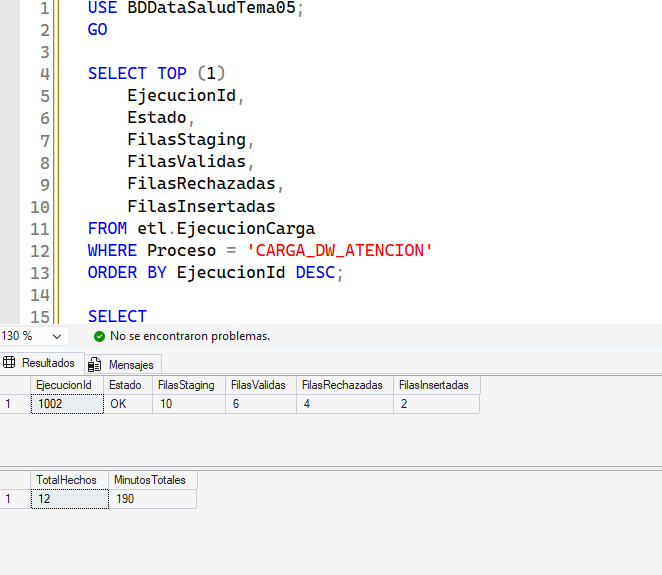 1 USE BDDataSaludTema05;
2 GO
3
4 SELECT TOP (1)
5 EjecucionId,
6 Estado,
7 FilasStaging,
8 FilasValidas,
9 FilasRechazadas,
10 FilasInsertadas
11 FROM etl.EjecucionCarga
12 WHERE Proceso = 'CARGA_DW_ATENCION'
13 ORDER BY EjecucionId DESC;
14
15 SELECT
130 % No se encontraron problemas.
Resultados Mensajes
EjecucionId Estado FilasStaging FilasValidas FilasRechazadas FilasInsertadas
1 1002 OK 10 6 4 2
TotalHechos MinutosTotales
1 12 190